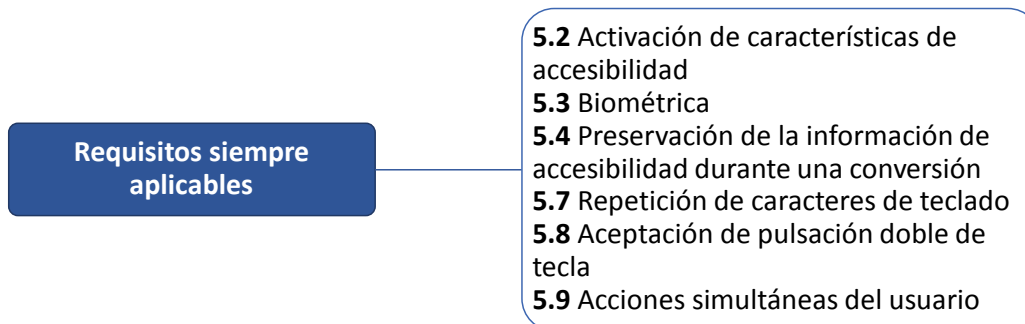 Requisitos siempre
aplicables
5.2 Activación de características de
accesibilidad
5.3 Biométrica
5.4 Preservación de la información de
accesibilidad durante una conversión
5.7 Repetición de caracteres de teclado
5.8 Aceptación de pulsación doble de
tecla
5.9 Acciones simultáneas del usuario